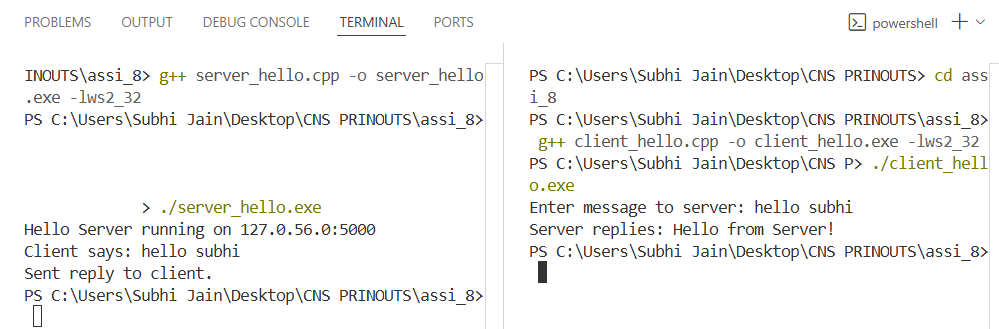 PROBLEMS OUTPUT DEBUG CONSOLE TERMINAL PORTS powershell
INOUTS\assi_8> g++ server_hello.cpp -o server_hello
.exe -lws2_32
PS C:\Users\Subhi Jain\Desktop\CNS PRINOUTS\assi_8>
> ./server_hello.exe
Hello Server running on 127.0.56.0:5000
Client says: hello subhi
Sent reply to client.
PS C:\Users\Subhi Jain\Desktop\CNS PRINOUTS\assi_8>
PS C:\Users\Subhi Jain\Desktop\CNS PRINOUTS> cd ass
i_8
PS C:\Users\Subhi Jain\Desktop\CNS PRINOUTS\assi_8>
g++ client_hello.cpp -o client_hello.exe -lws2_32
PS C:\Users\Subhi Jain\Desktop\CNS P> ./client_hell
o.exe
Enter message to server: hello subhi
Server replies: Hello from Server!
PS C:\Users\Subhi Jain\Desktop\CNS PRINOUTS\assi_8>